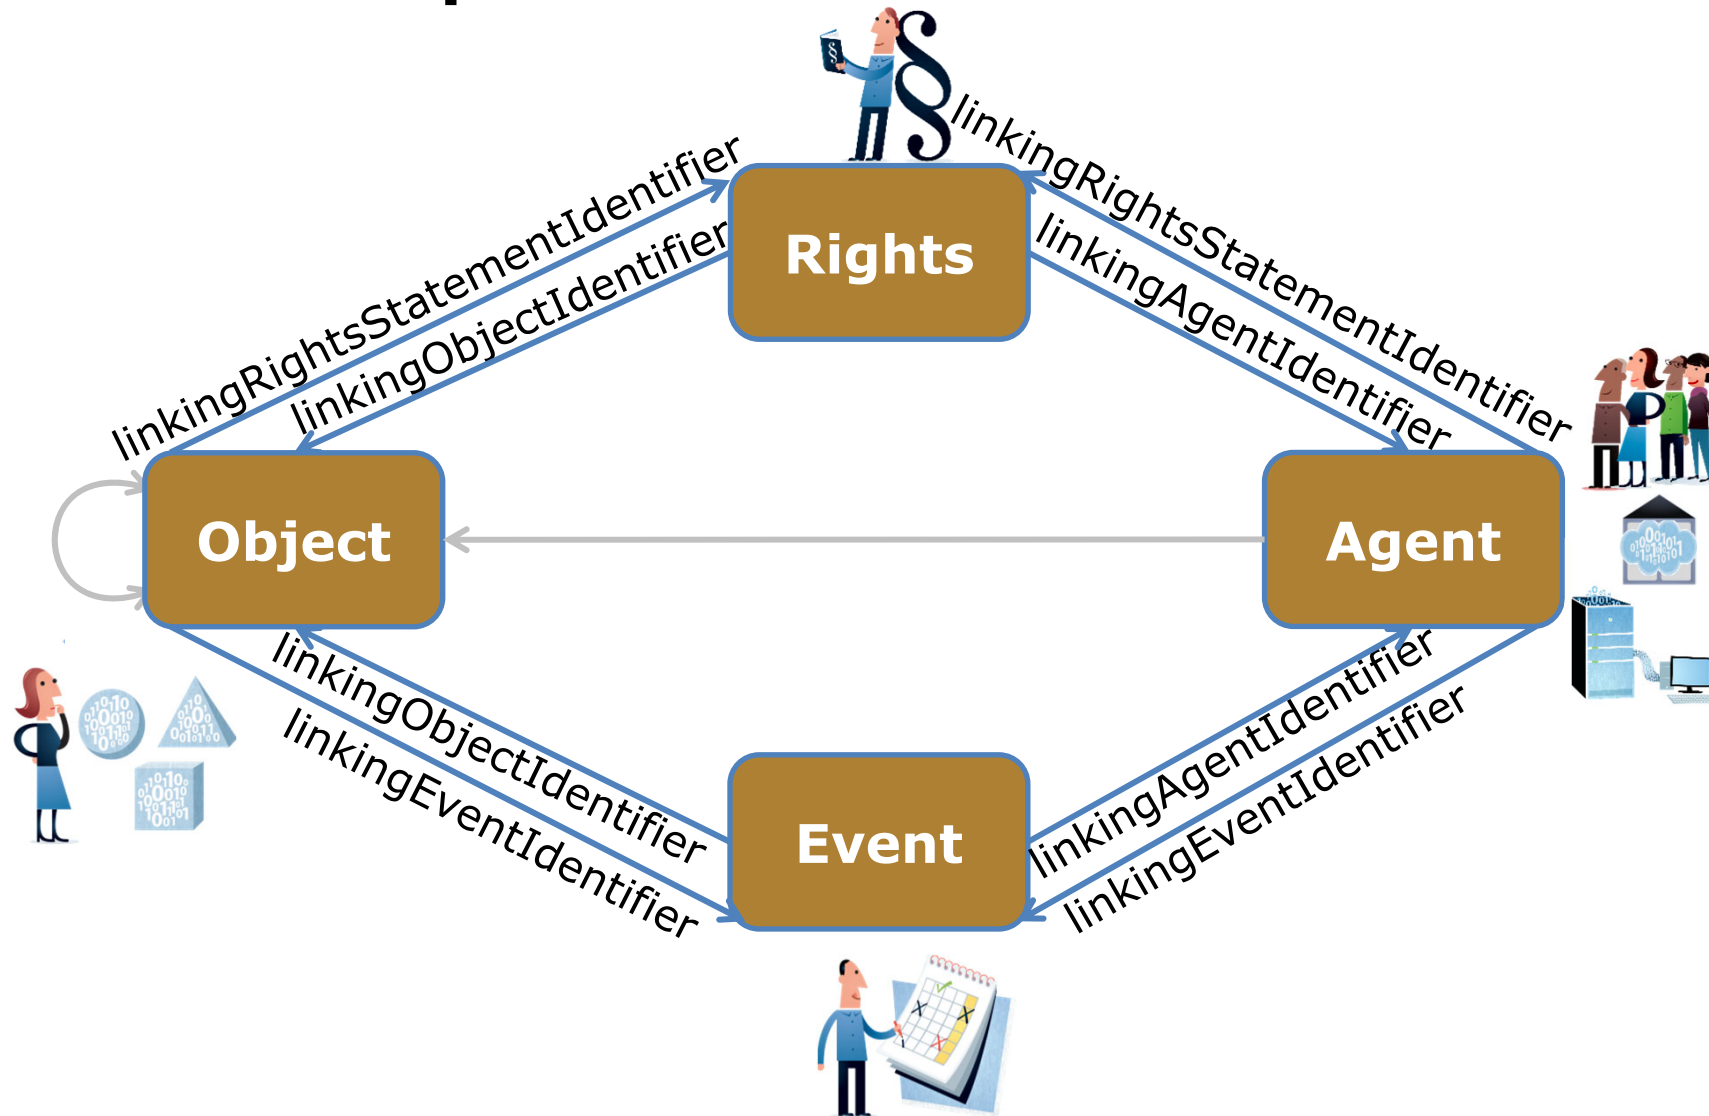 §
§
linkingRightsStatementIdentifier
linkingRightsStatementIdentifier
linkingObjectIdentifier
linkingAgentIdentifier
Rights
Object
Agent
linkingObjectIdentifier
linkingEventIdentifier
linkingAgentIdentifier
linkingEventIdentifier
Event